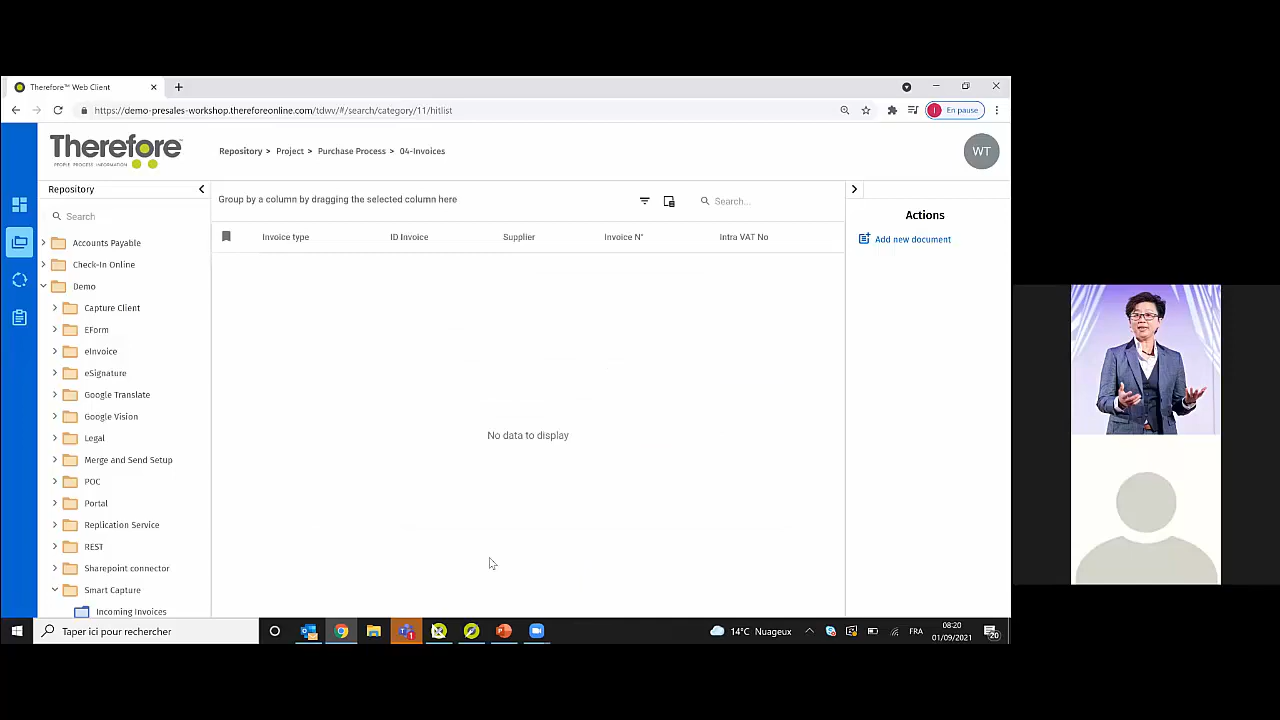 Therefore™ Web Client
https://demo-presales-workshop.thereforeonline.com/tdwv/#/search/category/11/hitlist
I
En pause
Therefore™
PEOPLE PROCESS INFORMATION
Repository > Project > Purchase Process > 04-Invoices
WT
Repository
Search
Accounts Payable
Check-In Online
Demo
Capture Client
EForm
eInvoice
eSignature
Google Translate
Google Vision
Legal
Merge and Send Setup
POC
Portal
Replication Service
REST
Sharepoint connector
Smart Capture
Incoming Invoices
Group by a column by dragging the selected column here
Search...
Invoice type ID Invoice Supplier Invoice N° Intra VAT No
No data to display
Actions
Add new document
Taper ici pour rechercher
1
14°C Nuageux
FRA
08:20
01/09/2021
20